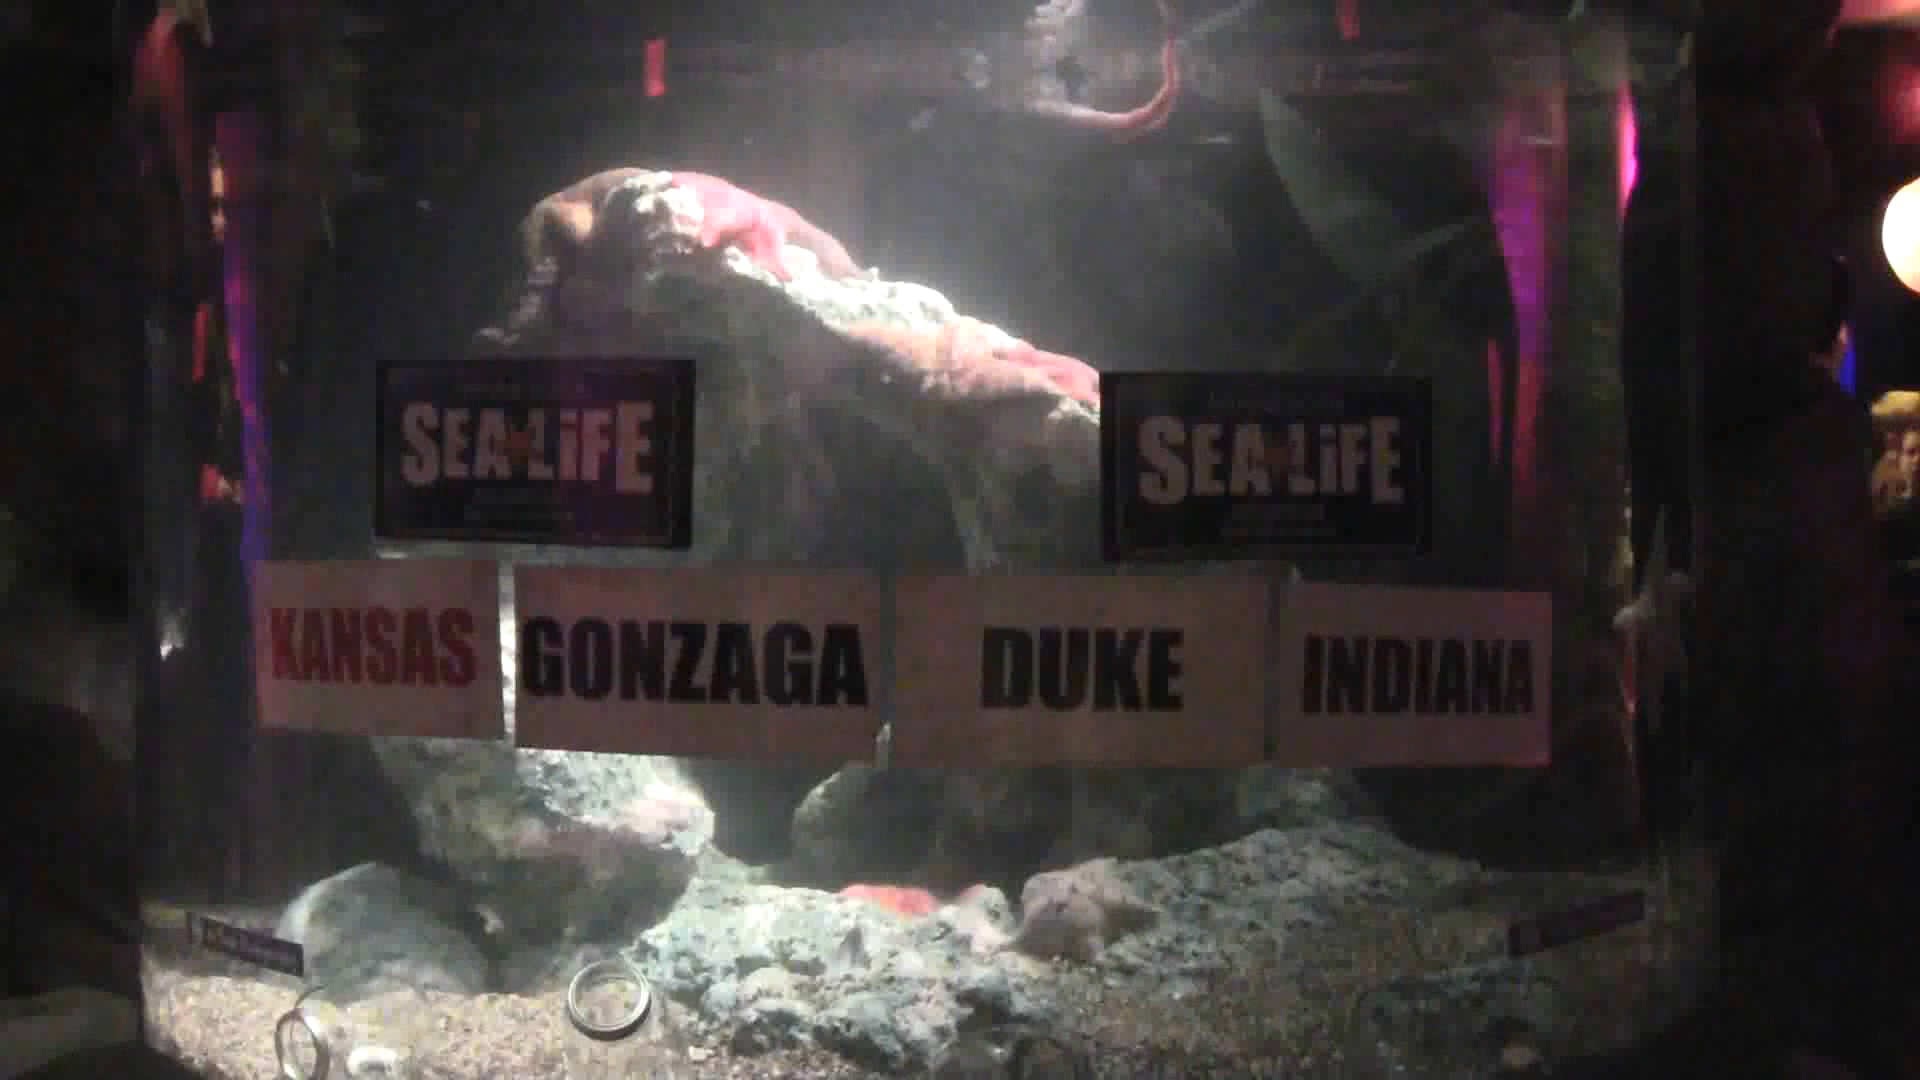 SEA LiFE
SEA LiFE
KANSAS
GONZAGA
DUKE
INDIANA